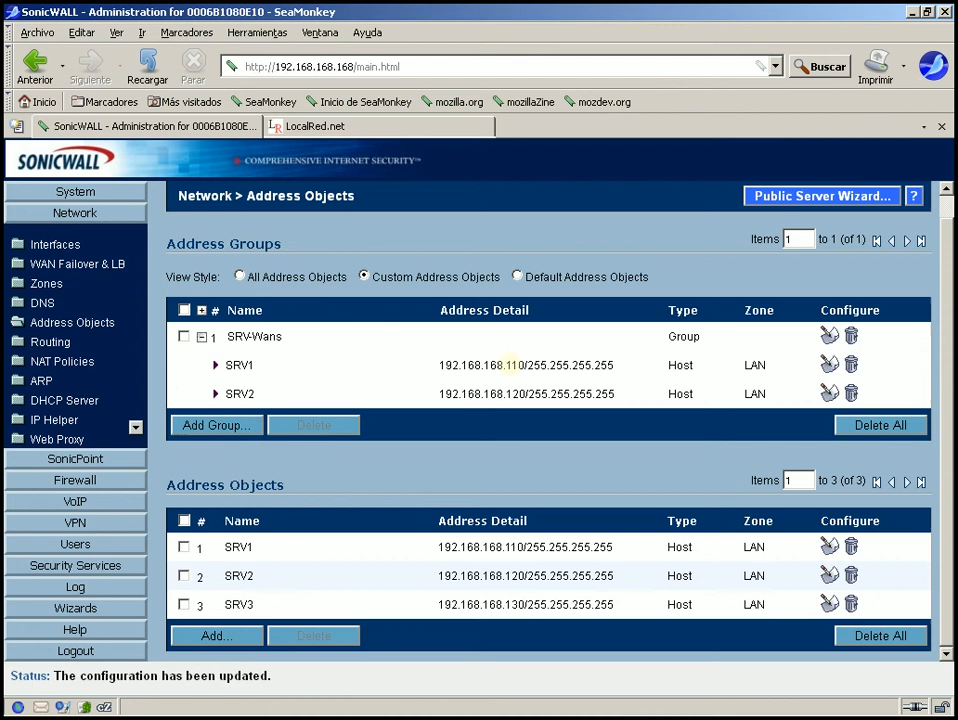 SonicWALL - Administration for 0006B1080E10 - SeaMonkey
Archivo Editar Ver Ir Marcadores Herramientas Ventana Ayuda
Anterior Siguiente Recargar Parar http://192.168.168.168/main.html Buscar Imprimir
Inicio Marcadores Más visitados SeaMonkey Inicio de SeaMonkey mozilla.org mozillaZine mozdev.org
SonicWALL - Administration for 0006B1080E... LocalRed.net
SONICWALL COMPREHENSIVE INTERNET SECURITY™
System
Network
Interfaces
WAN Failover & LB
Zones
DNS
Address Objects
Routing
NAT Policies
ARP
DHCP Server
IP Helper
Web Proxy
SonicPoint
Firewall
VoIP
VPN
Users
Security Services
Log
Wizards
Help
Logout
Network > Address Objects Public Server Wizard... ?
Address Groups Items 1 to 1 (of 1)
View Style: All Address Objects Custom Address Objects Default Address Objects
# Name Address Detail Type Zone Configure
1 SRV-Wans Group
SRV1 192.168.168.110/255.255.255.255 Host LAN
SRV2 192.168.168.120/255.255.255.255 Host LAN
Add Group... Delete Delete All
Address Objects Items 1 to 3 (of 3)
# Name Address Detail Type Zone Configure
1 SRV1 192.168.168.110/255.255.255.255 Host LAN
2 SRV2 192.168.168.120/255.255.255.255 Host LAN
3 SRV3 192.168.168.130/255.255.255.255 Host LAN
Add... Delete Delete All
Status: The configuration has been updated.